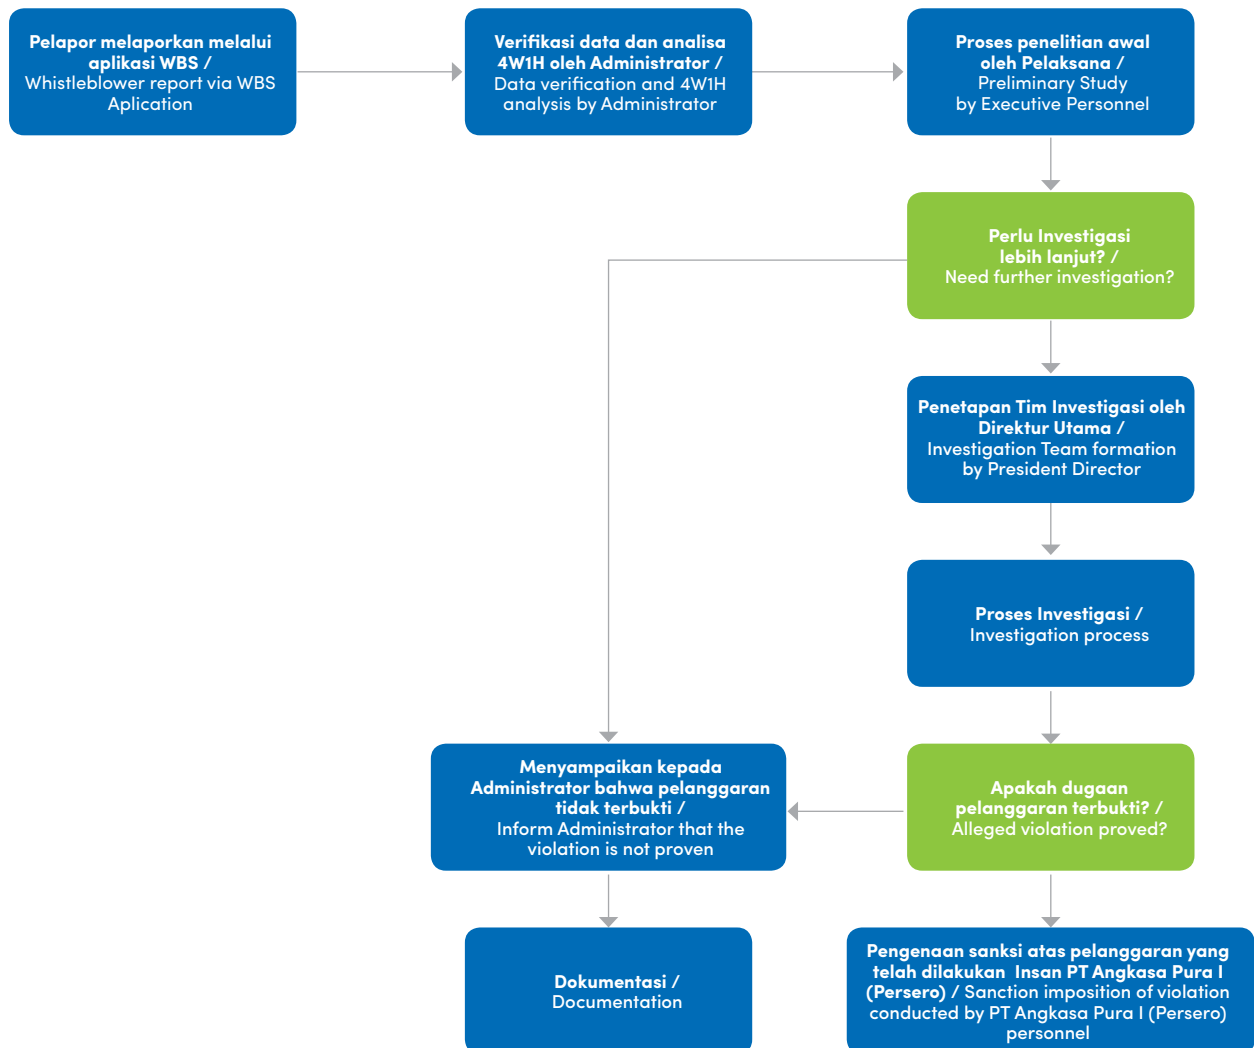 Pelapor melaporkan melalui
aplikasi WBS /
Whistleblower report via WBS
Aplication
Verifikasi data dan analisa
4W1H oleh Administrator /
Data verification and 4W1H
analysis by Administrator
Proses penelitian awal
oleh Pelaksana /
Preliminary Study
by Executive Personnel
Perlu Investigasi
lebih lanjut? /
Need further investigation?
Penetapan Tim Investigasi oleh
Direktur Utama /
Investigation Team formation
by President Director
Proses Investigasi /
Investigation process
Menyampaikan kepada
Administrator bahwa pelanggaran
tidak terbukti /
Inform Administrator that the
violation is not proven
Apakah dugaan
pelanggaran terbukti? /
Alleged violation proved?
Dokumentasi /
Documentation
Pengenaan sanksi atas pelanggaran yang
telah dilakukan Insan PT Angkasa Pura I
(Persero) / Sanction imposition of violation
conducted by PT Angkasa Pura I (Persero)
personnel